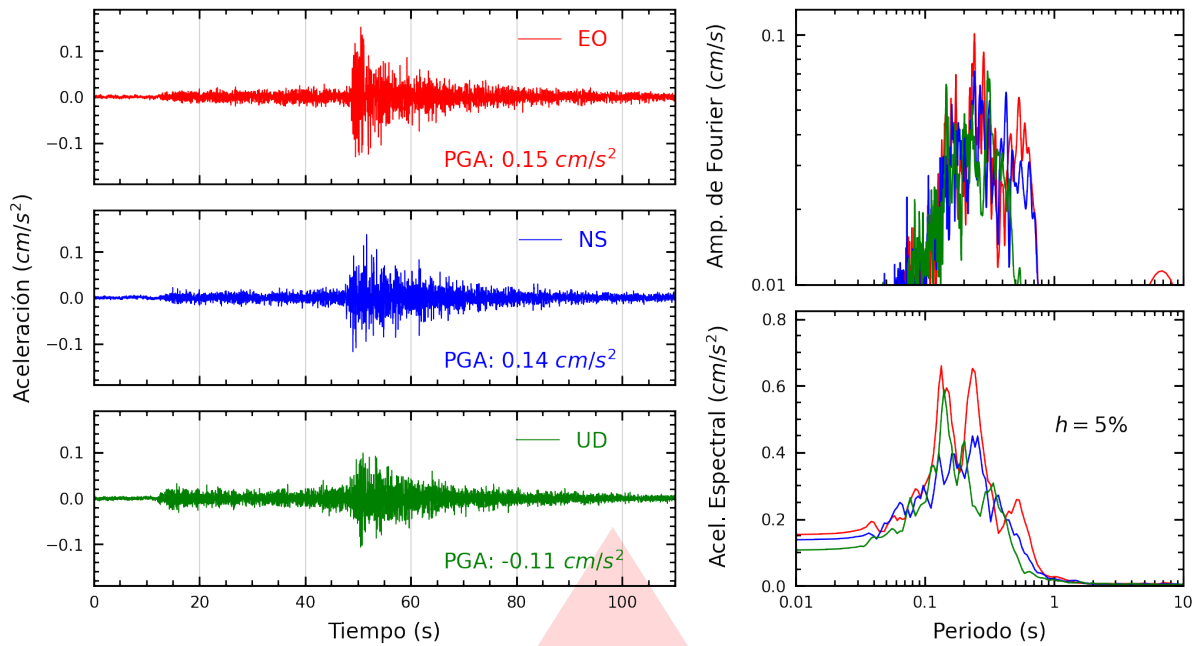 Aceleración (cm/s²)
0.1
0.0
−0.1
EO
PGA: 0.15 cm/s²
0.1
0.0
−0.1
NS
PGA: 0.14 cm/s²
0.1
0.0
−0.1
UD
PGA: -0.11 cm/s²
0 20 40 60 80 100
Tiempo (s)
Amp. de Fourier (cm/s)
0.1
0.01
Acel. Espectral (cm/s²)
0.8
0.6
0.4
0.2
0.0
h = 5%
0.01 0.1 1 10
Periodo (s)